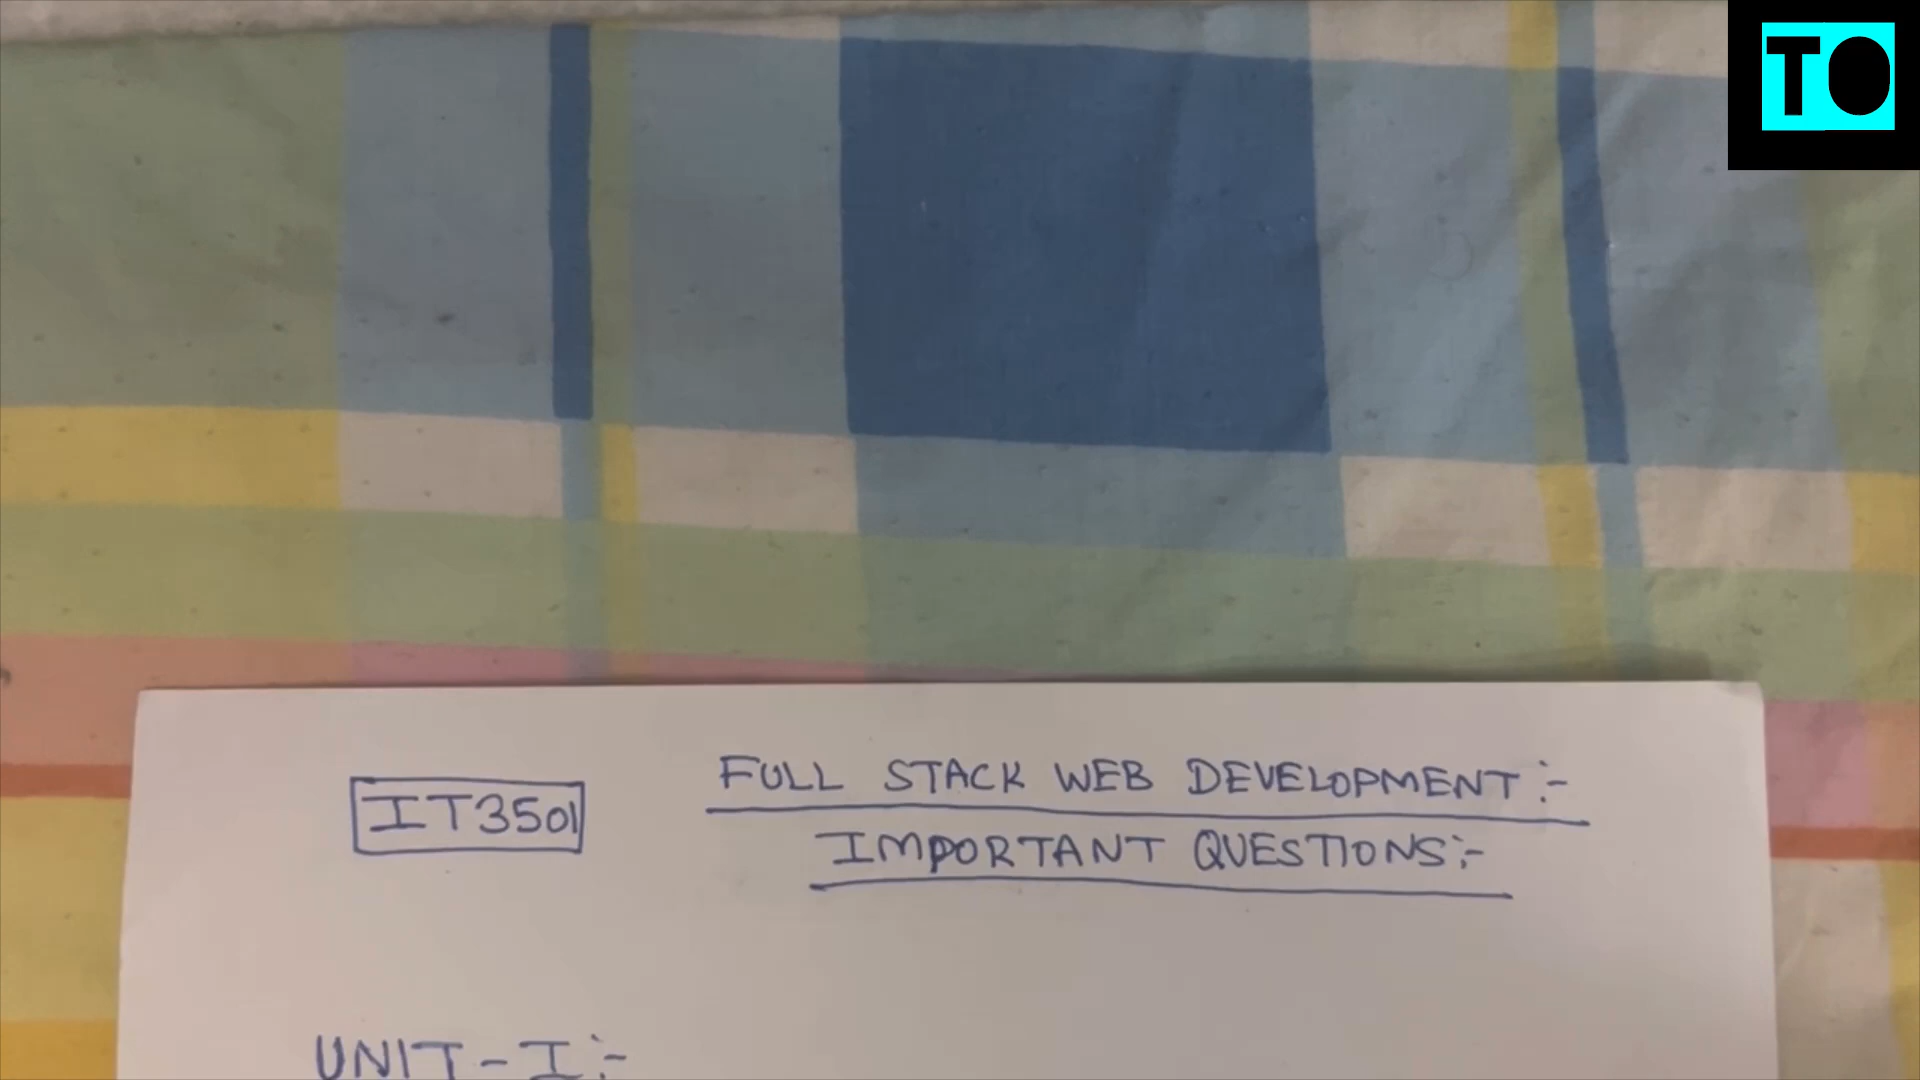 TO
IT3501
FULL STACK WEB DEVELOPMENT:-
IMPORTANT QUESTIONS:-
UNIT-I:-